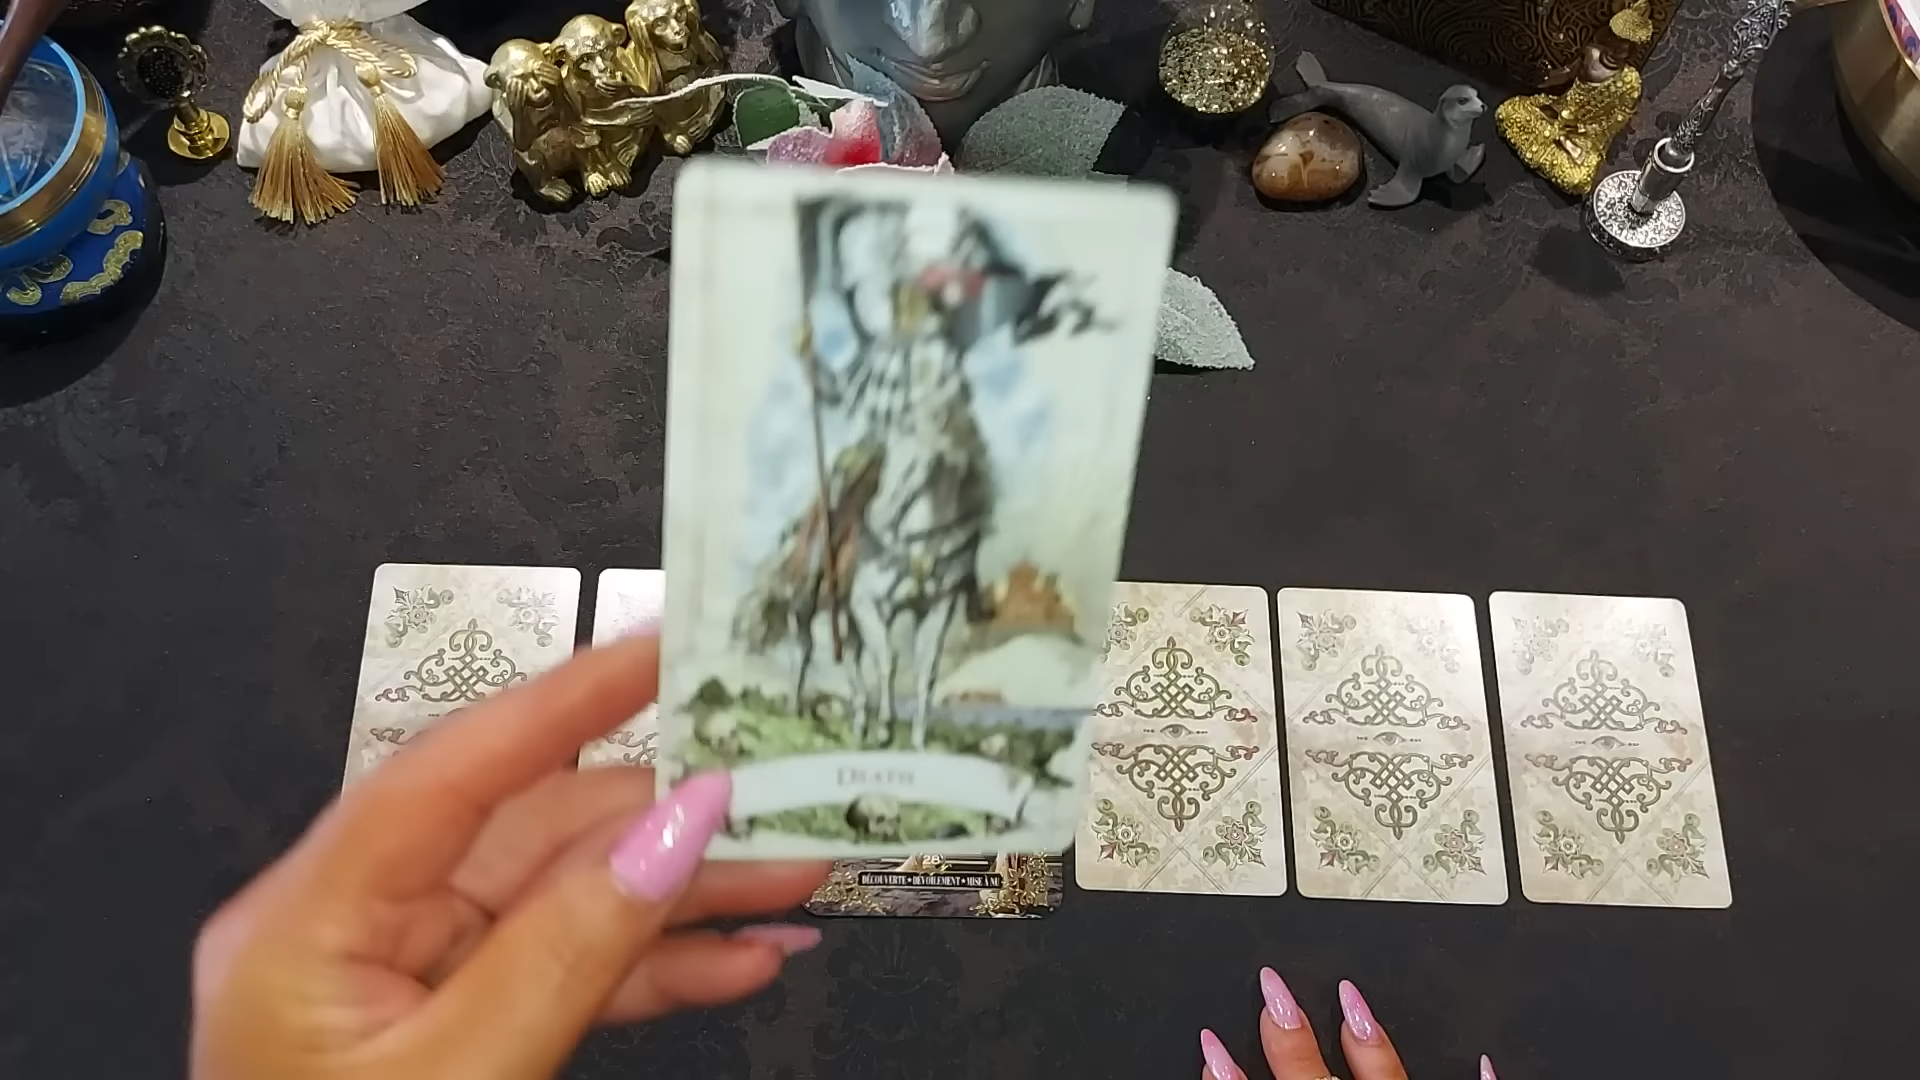 DEATH
28
DÉCOUVERTE • DÉVOILEMENT • MISE À NU